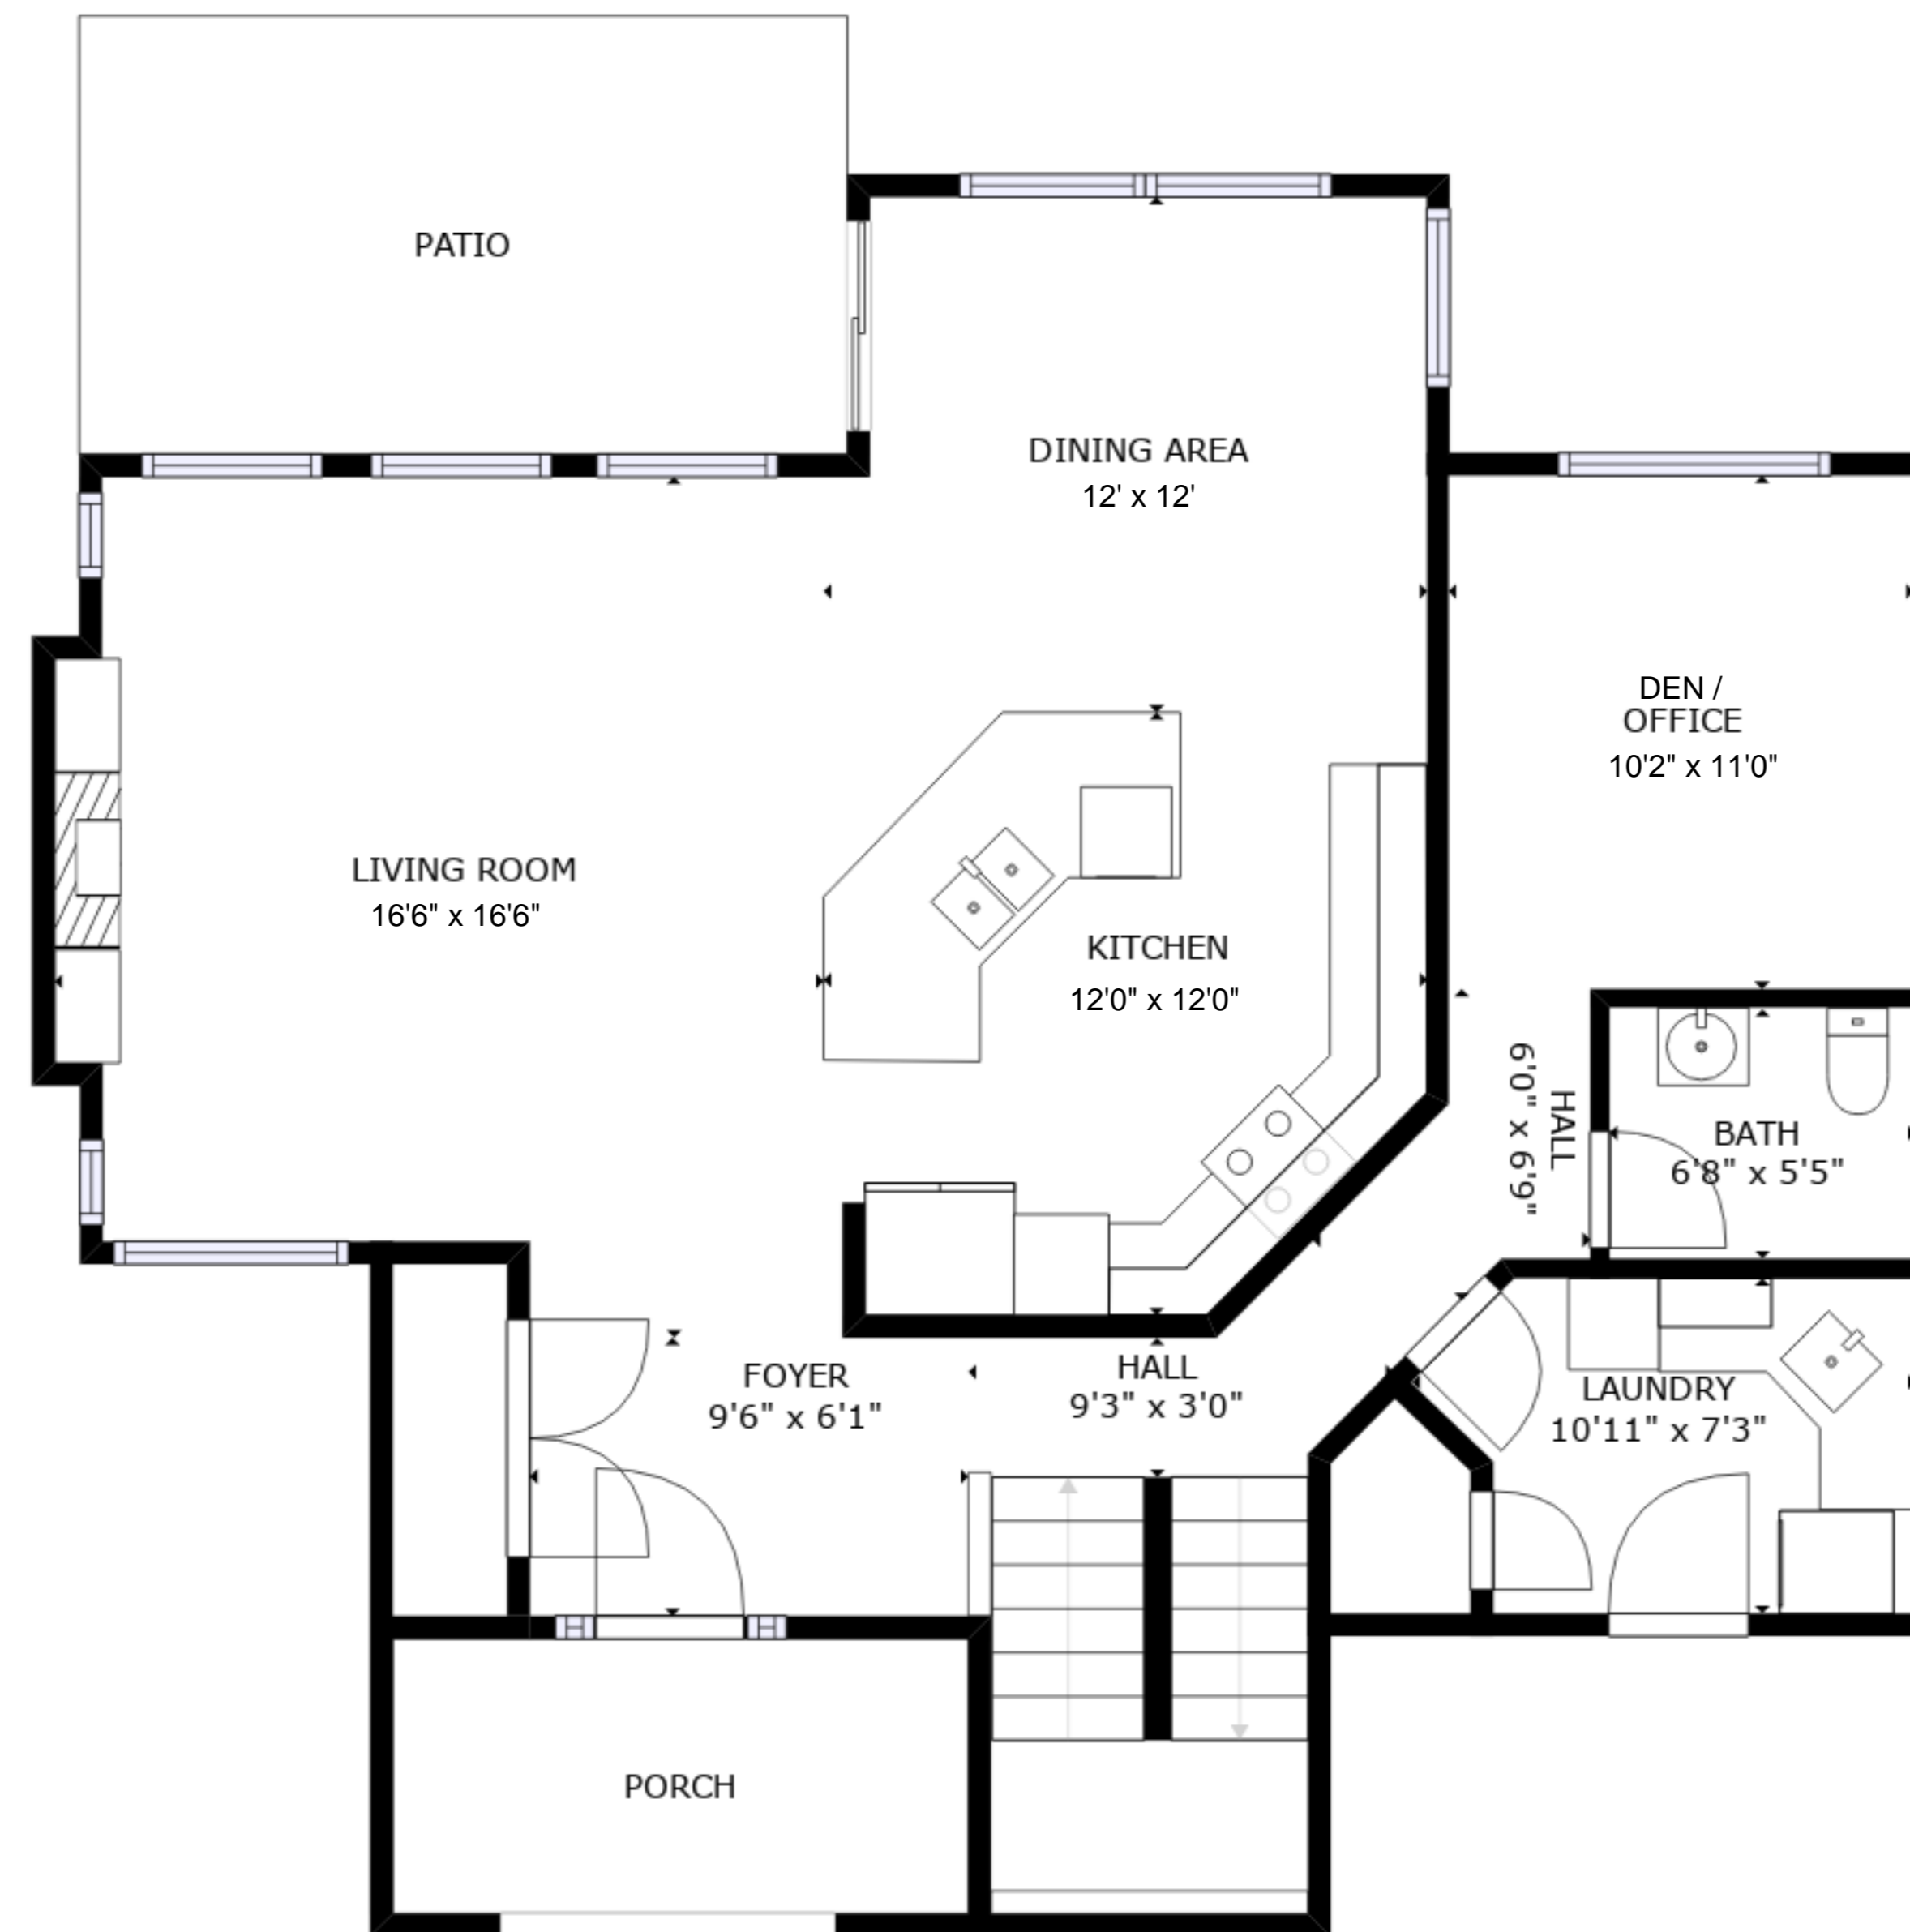 PATIO
DINING AREA
12' x 12'
DEN /
OFFICE
10'2" x 11'0"
LIVING ROOM
16'6" x 16'6"
KITCHEN
12'0" x 12'0"
HALL
6'0" x 6'9"
BATH
6'8" x 5'5"
FOYER
9'6" x 6'1"
HALL
9'3" x 3'0"
LAUNDRY
10'11" x 7'3"
PORCH